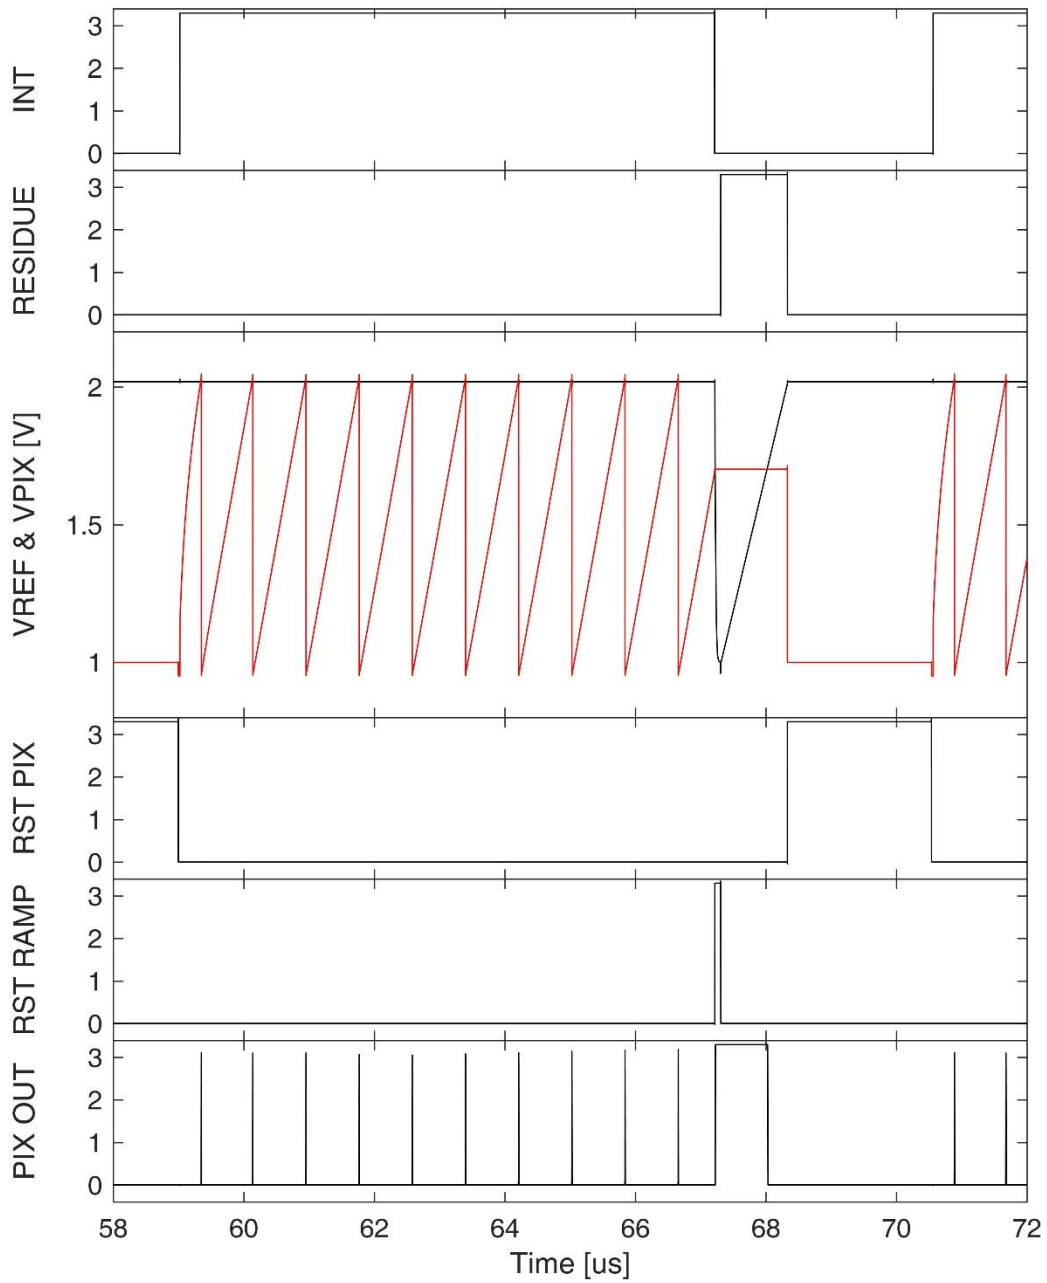 INT
3
2
1
0
RESIDUE
3
2
1
0
VREF & VPIX [V]
2
1.5
1
RST PIX
3
2
1
0
RST RAMP
3
2
1
0
PIX OUT
3
2
1
0
58 60 62 64 66 68 70 72
Time [us]